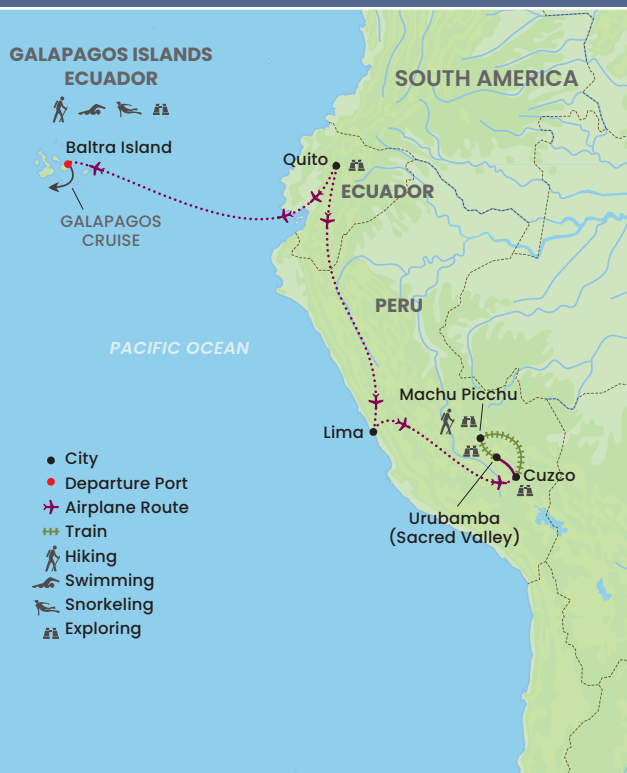 GALAPAGOS ISLANDS
ECUADOR
SOUTH AMERICA
Baltra Island
Quito
ECUADOR
GALAPAGOS
CRUISE
PERU
PACIFIC OCEAN
Machu Picchu
Lima
Cuzco
Urubamba
(Sacred Valley)
City
Departure Port
Airplane Route
Train
Hiking
Swimming
Snorkeling
Exploring